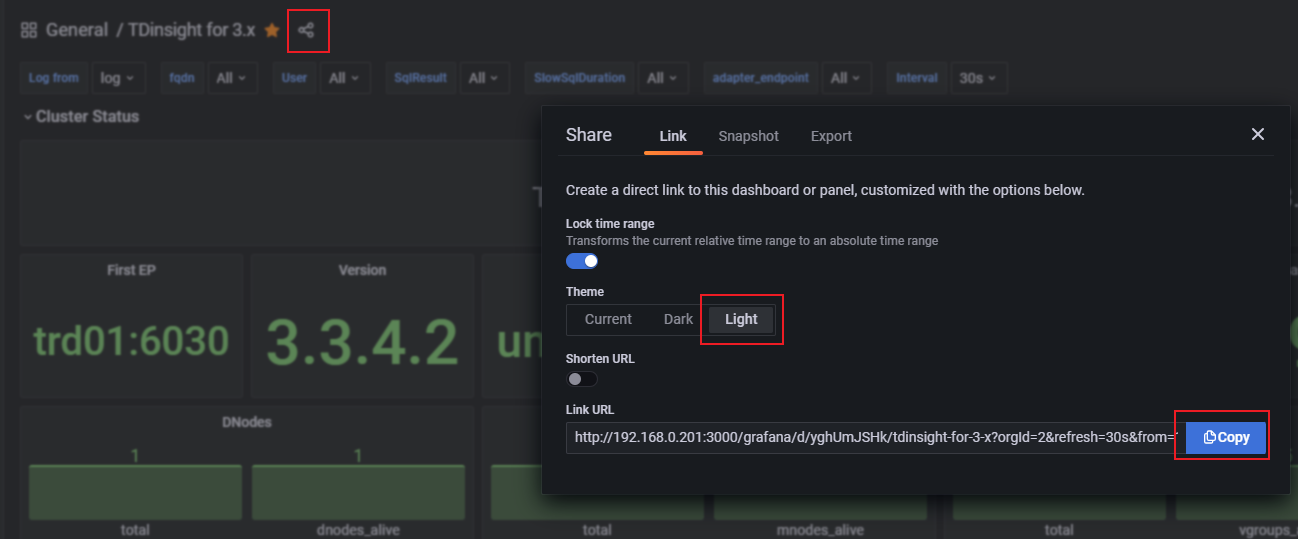 General / TDinsight for 3.x
Log from log fqdn All User All SqlResult All SlowSqlDuration All adapter_endpoint All Interval 30s
Cluster Status
Share Link Snapshot Export
Create a direct link to this dashboard or panel, customized with the options below.
Lock time range
Transforms the current relative time range to an absolute time range
First EP Version
Theme
Current Dark Light
trd01:6030 3.3.4.2
Shorten URL
Link URL
DNodes
http://192.168.0.201:3000/grafana/d/yghUmJSHk/tdinsight-for-3-x?orgId=2&refresh=30s&from= Copy
1 1
total dnodes_alive total mnodes_alive total